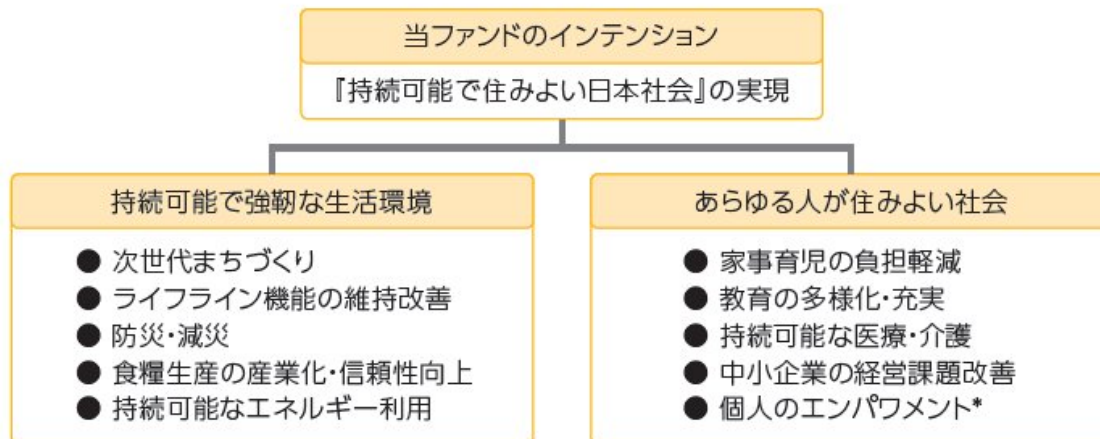 当ファンドのインテンション
『持続可能で住みよい日本社会』の実現
持続可能で強靭な生活環境
● 次世代まちづくり
● ライフライン機能の維持改善
● 防災・減災
● 食糧生産の産業化・信頼性向上
● 持続可能なエネルギー利用
あらゆる人が住みよい社会
● 家事育児の負担軽減
● 教育の多様化・充実
● 持続可能な医療・介護
● 中小企業の経営課題改善
● 個人のエンパワメント*